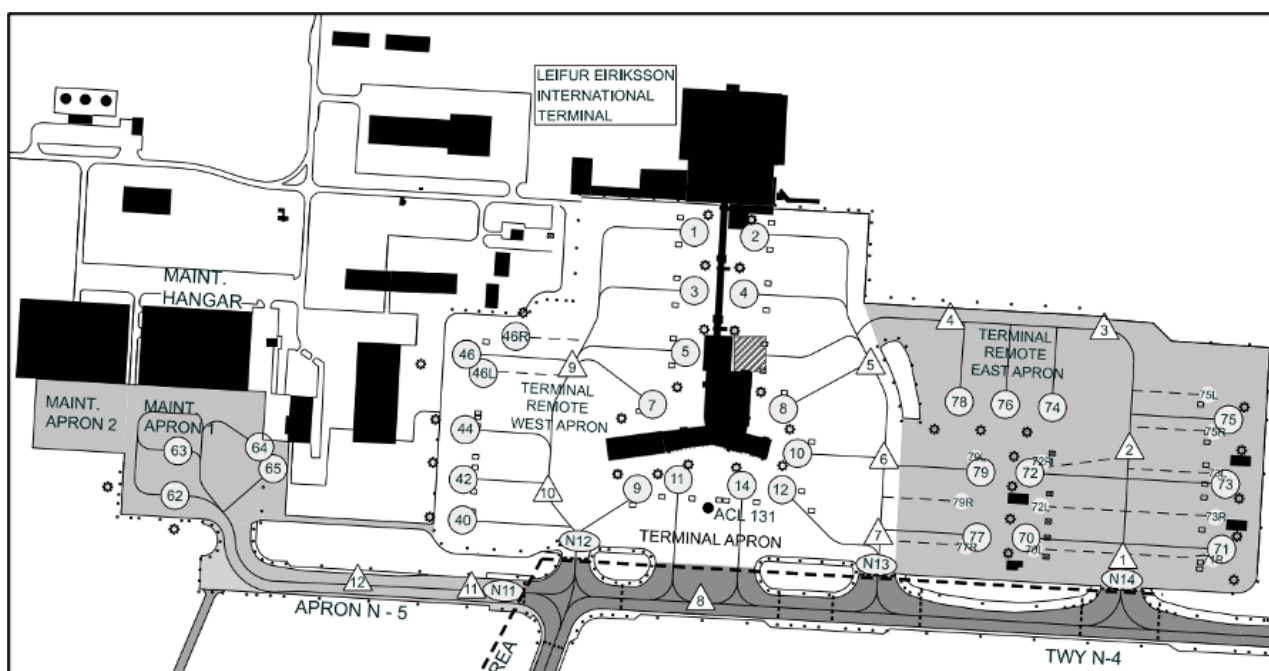 LEIFUR EIRIKSSON
INTERNATIONAL
TERMINAL
1
2
MAINT.
HANGAR
3
4
4
3
46R
TERMINAL
REMOTE
EAST APRON
46
5
9
5
46L
TERMINAL
REMOTE
WEST APRON
75L
MAINT.
APRON 2
MAINT.
APRON 1
7
8
78
76
74
75
44
75R
63
64
10
6
2
65
79L
79
72R
72
73L
73
42
9
11
14
12
62
10
79R
72L
73R
40
ACL 131
TERMINAL APRON
N12
7
77
77R
70
70L
71
1
N13
12
11
N11
8
N14
APRON N - 5
TWY N-4